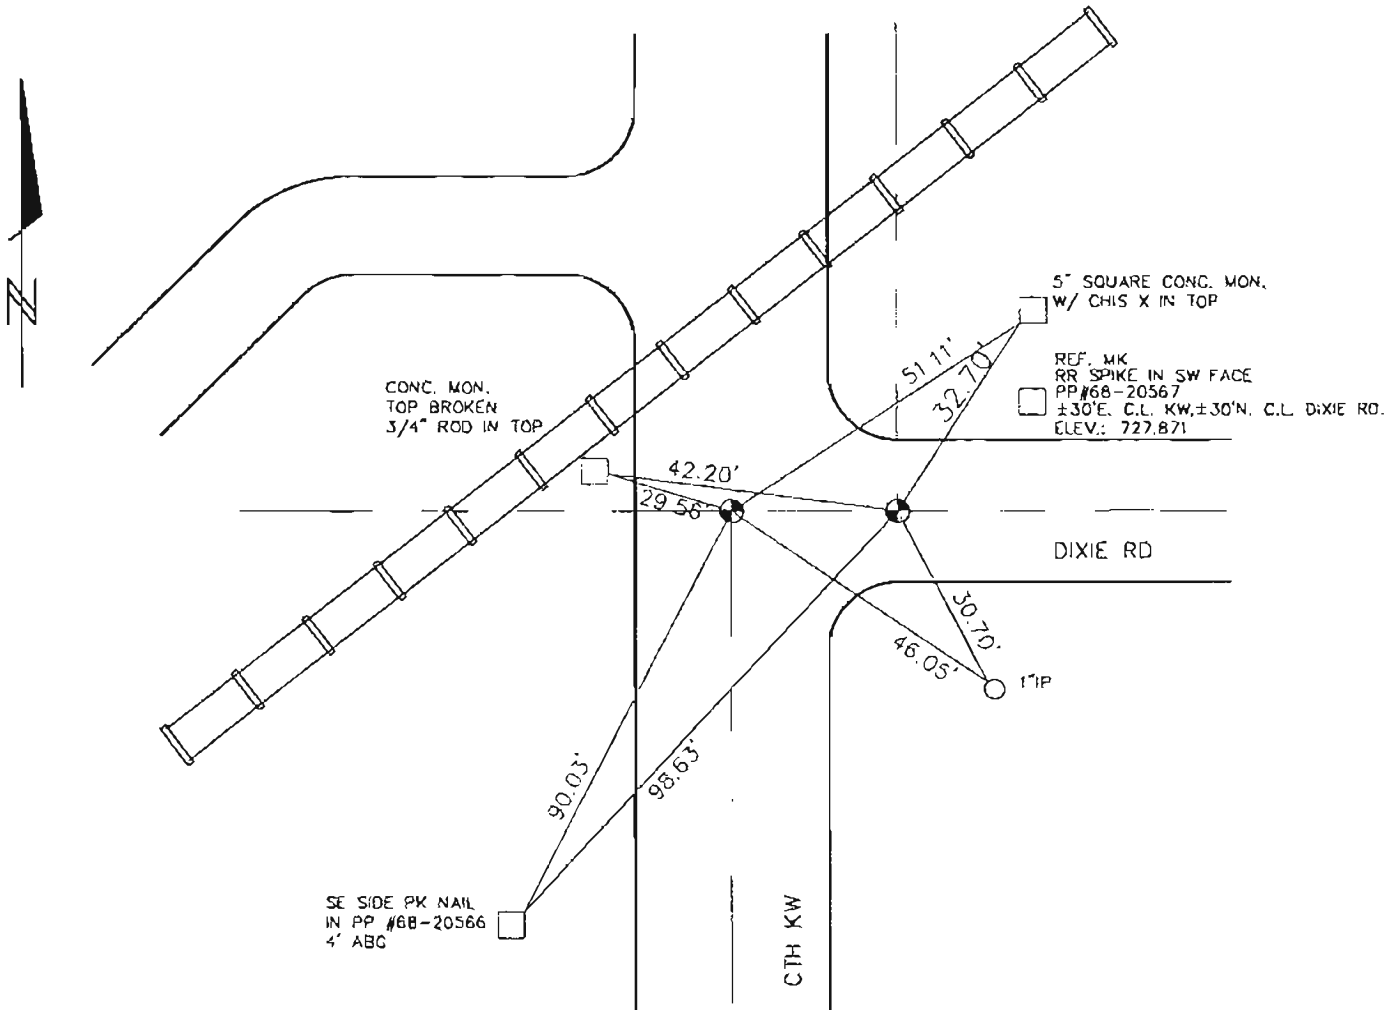 N
5" SQUARE CONC. MON.
W/ CHIS X IN TOP
REF. MK
RR SPIKE IN SW FACE
PP#68-20567
±30'E. C.L. KW,±30'N. C.L. DIXIE RD.
ELEV.: 727.871
51.11'
32.70'
CONC. MON.
TOP BROKEN
3/4" ROD IN TOP
42.20'
29.56'
DIXIE RD
30.70'
46.05'
1"IP
90.03'
98.63'
SE SIDE PK NAIL
IN PP #68-20566
4' ABG
CTH KW